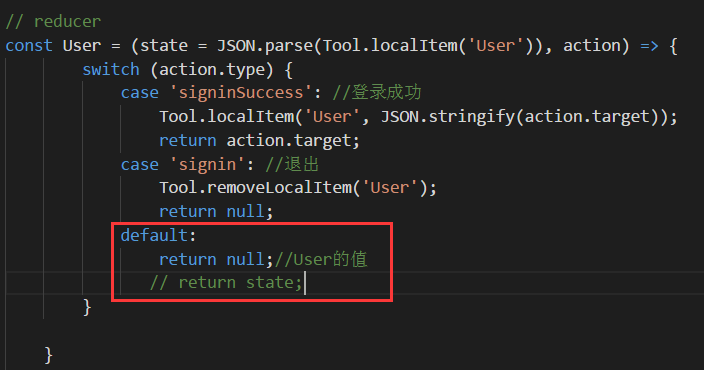 // reducer
const User = (state = JSON.parse(Tool.localItem('User')), action) => {
switch (action.type) {
case 'signinSuccess': //登录成功
Tool.localItem('User', JSON.stringify(action.target));
return action.target;
case 'signin': //退出
Tool.removeLocalItem('User');
return null;
default:
return null;//User的值
// return state;
}
}